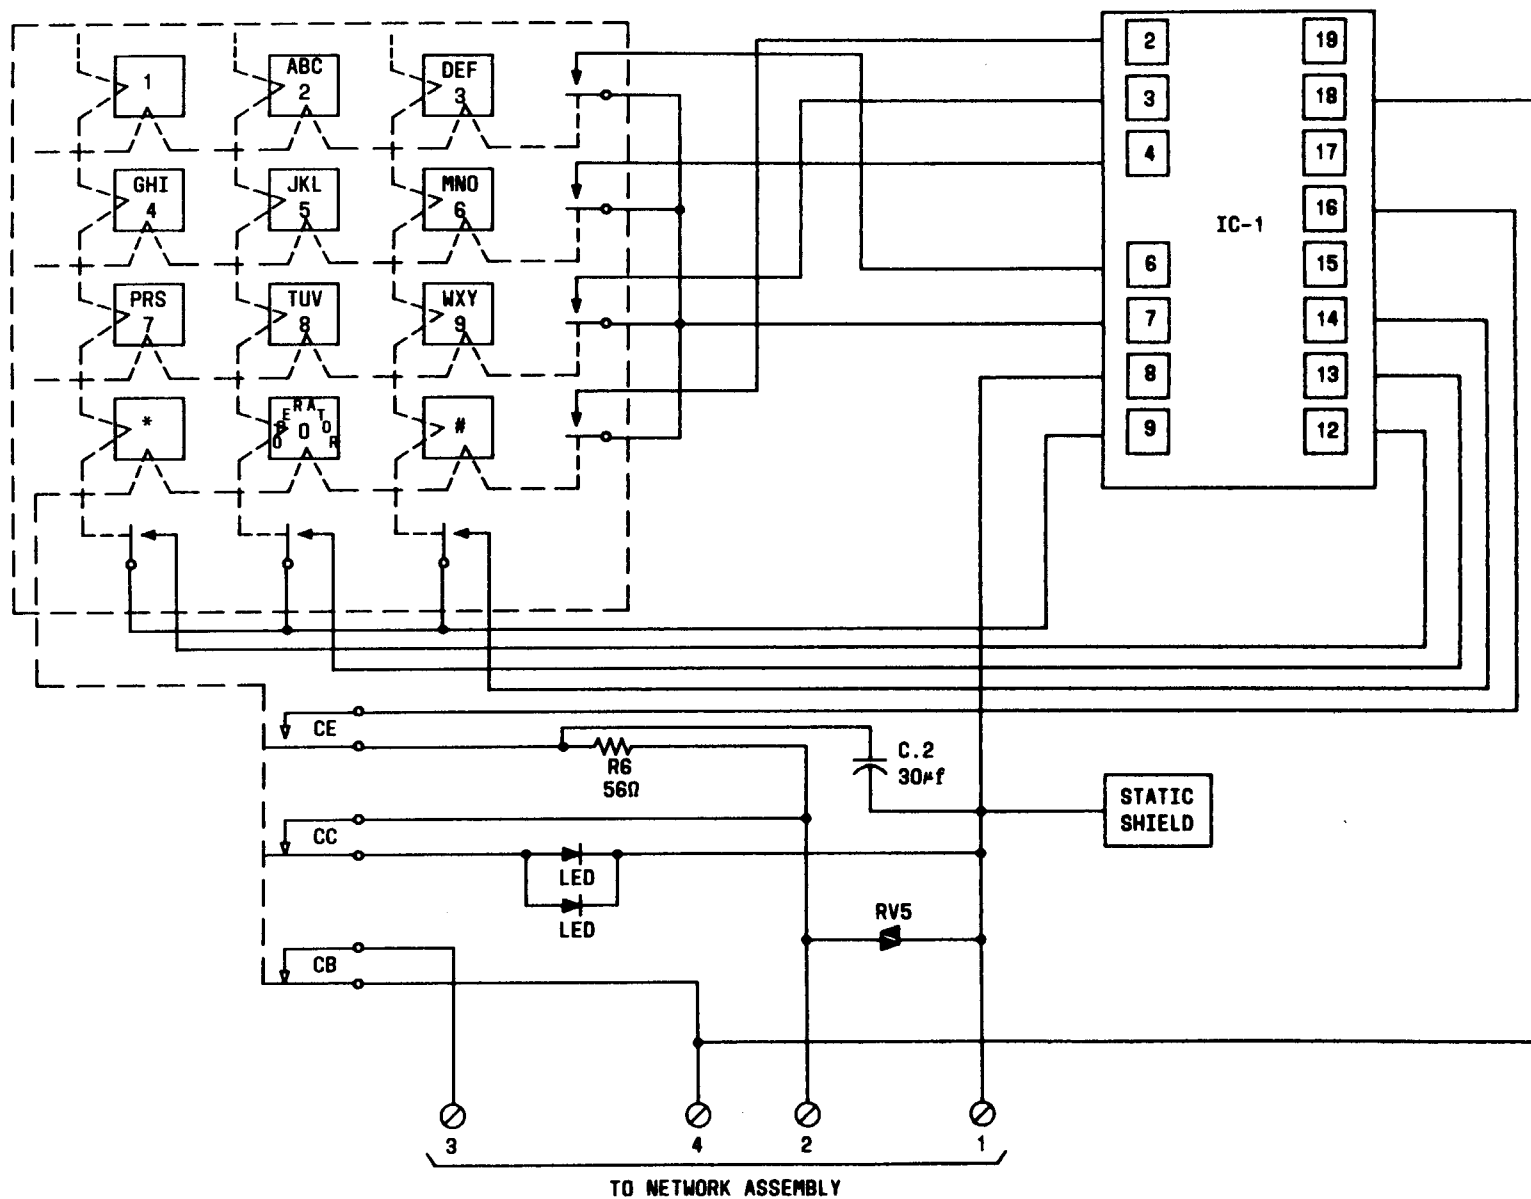 1
ABC
2
DEF
3
GHI
4
JKL
5
MNO
6
PRS
7
TUV
8
WXY
9
*
OPERATOR
0
#
2
3
4
6
7
8
9
IC-1
19
18
17
16
15
14
13
12
CE
R6
56Ω
C.2
30µf
STATIC
SHIELD
CC
LED
LED
RV5
CB
3
4
2
1
TO NETWORK ASSEMBLY